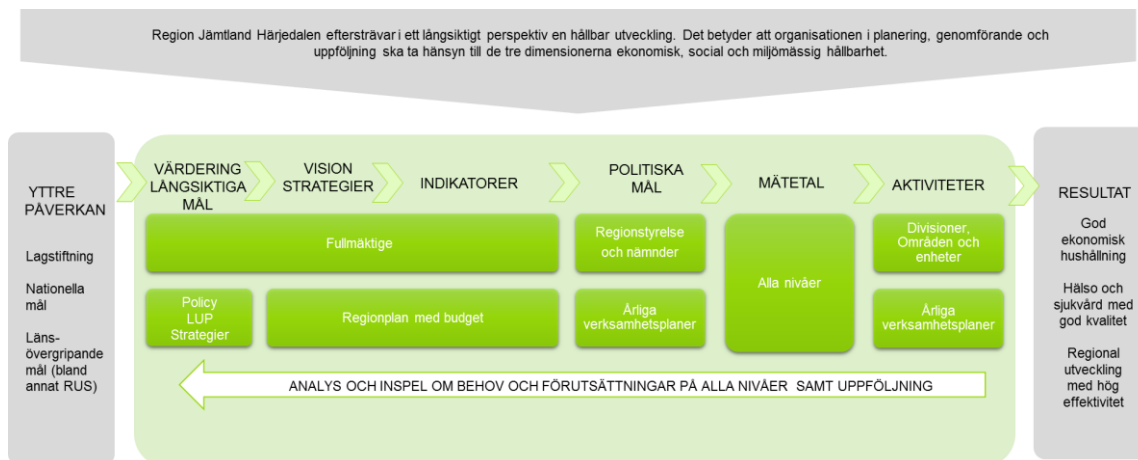 Region Jämtland Härjedalen eftersträvar i ett långsiktigt perspektiv en hållbar utveckling. Det betyder att organisationen i planering, genomförande och
uppföljning ska ta hänsyn till de tre dimensionerna ekonomisk, social och miljömässig hållbarhet.
YTTRE
PÅVERKAN
Lagstiftning
Nationella
mål
Läns-
övergripande
mål (bland
annat RUS)
VÄRDERING
LÅNGSIKTIGA
MÅL
VISION
STRATEGIER
INDIKATORER
POLITISKA
MÅL
MÄTETAL
AKTIVITETER
Fullmäktige
Regionstyrelse
och nämnder
Alla nivåer
Divisioner,
Områden och
enheter
Policy
LUP
Strategier
Regionplan med budget
Årliga
verksamhetsplaner
Årliga
verksamhetsplaner
ANALYS OCH INSPEL OM BEHOV OCH FÖRUTSÄTTNINGAR PÅ ALLA NIVÅER SAMT UPPFÖLJNING
RESULTAT
God
ekonomisk
hushållning
Hälso och
sjukvård med
god kvalitet
Regional
utveckling
med hög
effektivitet